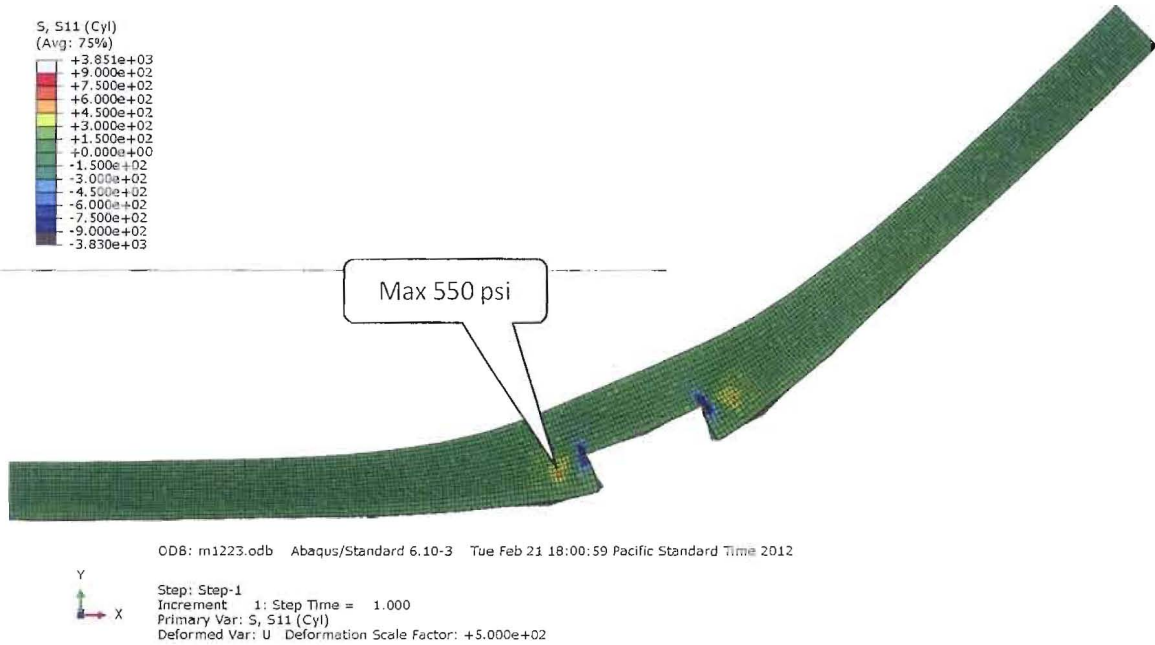 S, S11 (Cyl)
(Avg: 75%)
+3.851e+03
+9.000e+02
+7.500e+02
+6.000e+02
+4.500e+02
+3.000e+02
+1.500e+02
+0.000e+00
-1.500e+02
-3.000e+02
-4.500e+02
-6.000e+02
-7.500e+02
-9.000e+02
-3.830e+03
Max 550 psi
ODB: m1223.odb Abaqus/Standard 6.10-3 Tue Feb 21 18:00:59 Pacific Standard Time 2012
Y
X
Step: Step-1
Increment 1: Step Time = 1.000
Primary Var: S, S11 (Cyl)
Deformed Var: U Deformation Scale Factor: +5.000e+02